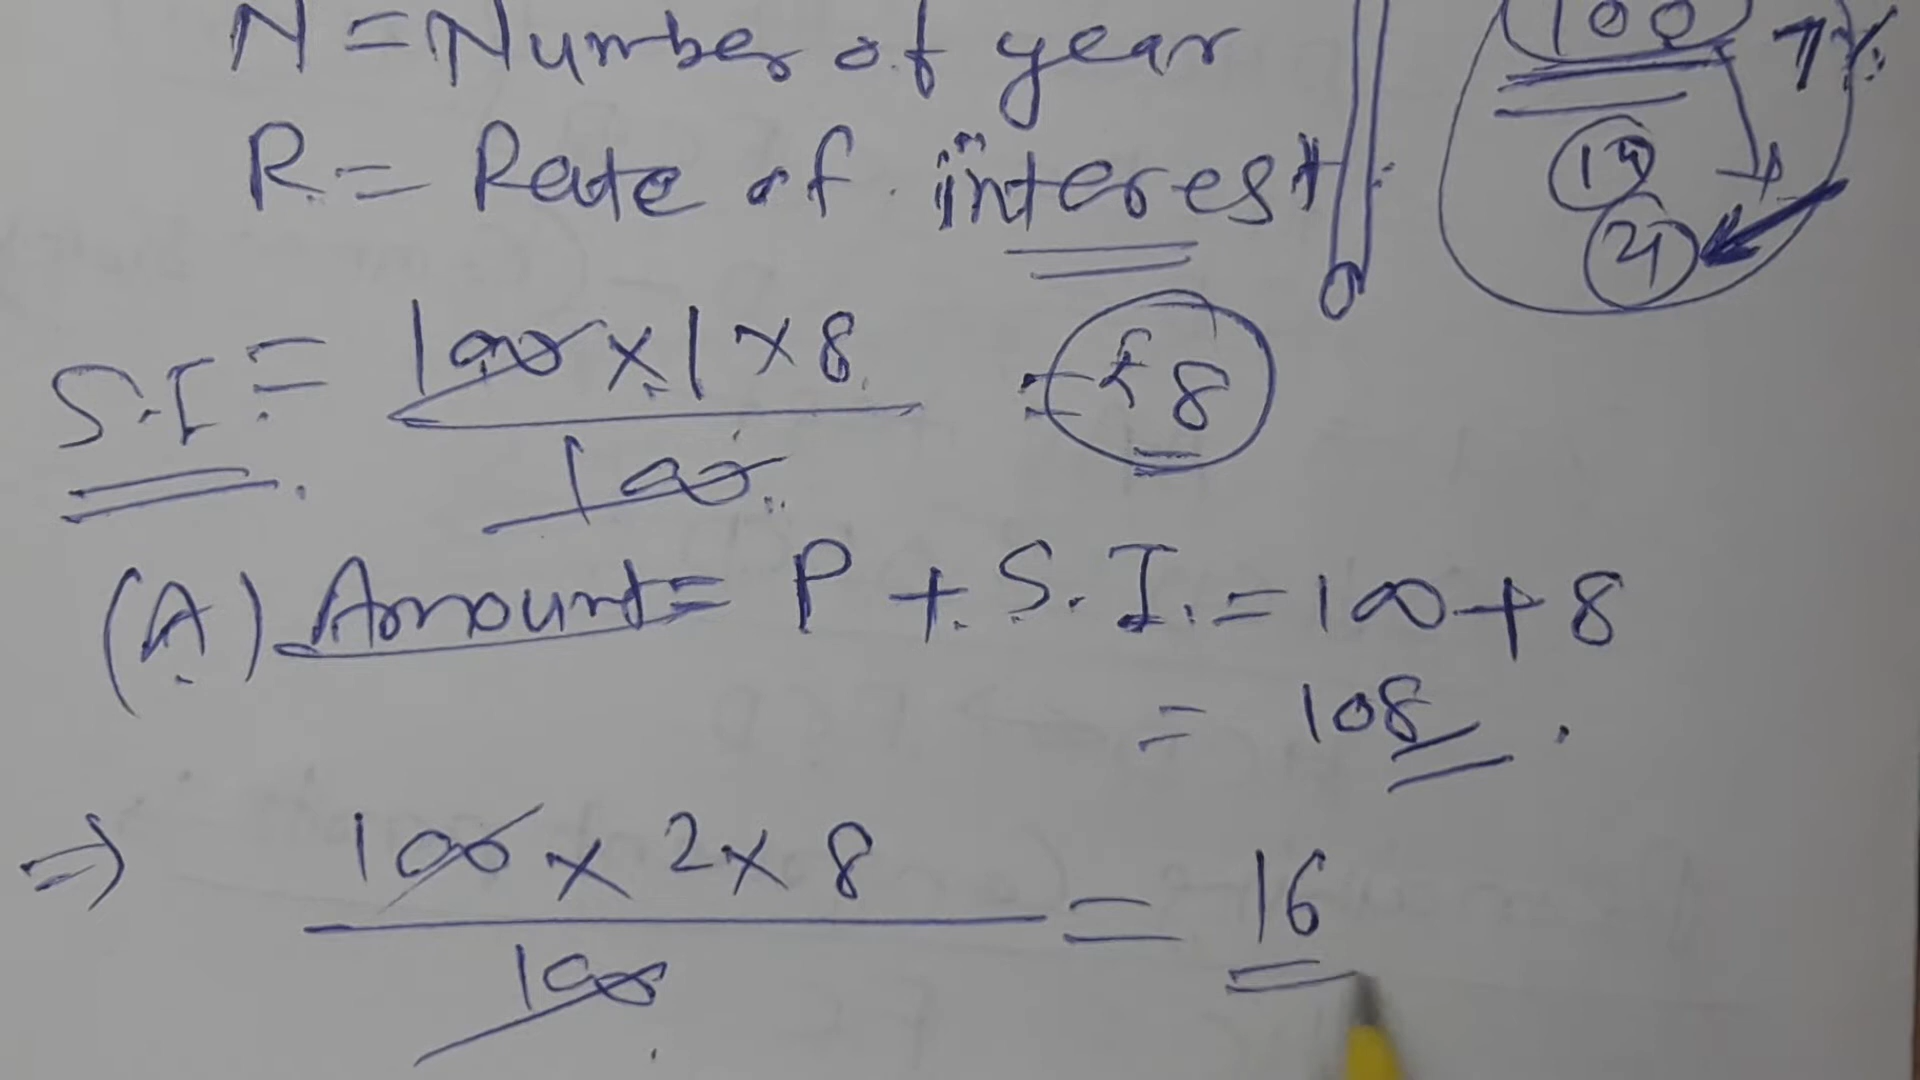 N = Number of year
R = Rate of interest
100 7%
14
21
S.I = 100 × 1 × 8 / 100 = £8
(A) Amount = P + S.I. = 100 + 8
= 108
⇒ 100 × 2 × 8 / 100 = 16